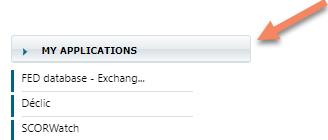 MY APPLICATIONS
FED database - Exchang...
Déclic
SCORWatch